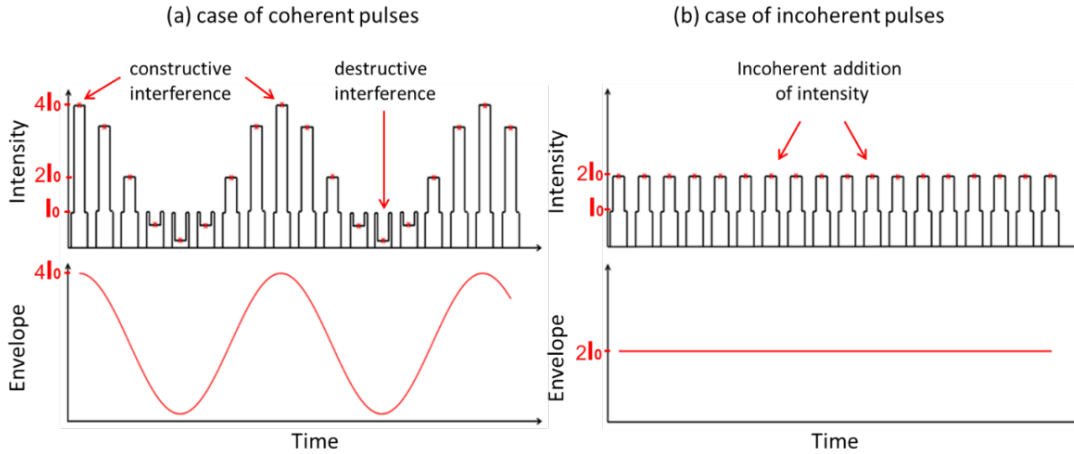 (a) case of coherent pulses
(b) case of incoherent pulses
constructive
interference
destructive
interference
Incoherent addition
of intensity
Intensity
4I₀
2I₀
I₀
Intensity
2I₀
I₀
Envelope
4I₀
Envelope
2I₀
Time
Time